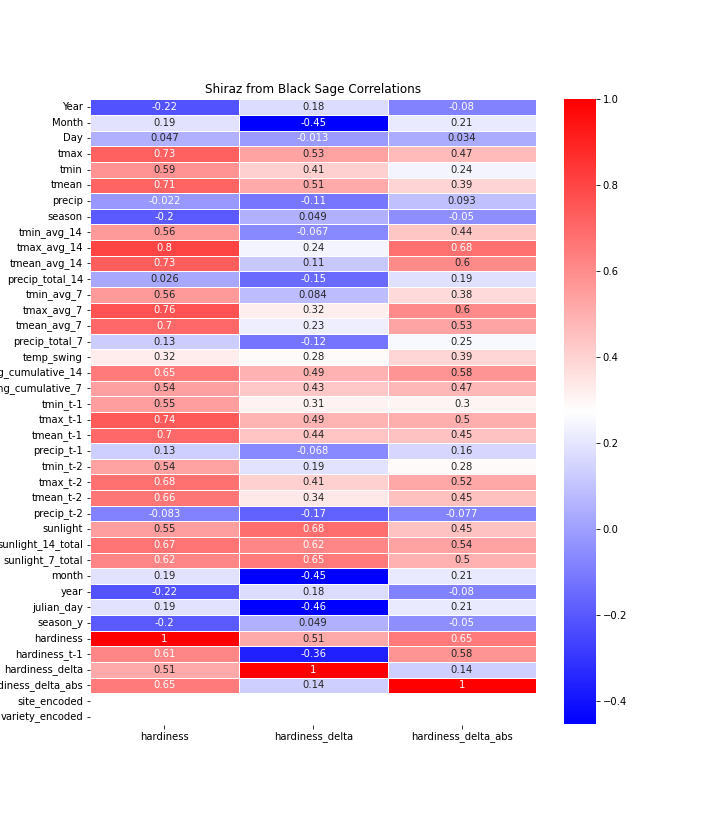 Shiraz from Black Sage Correlations
Year -0.22 0.18 -0.08 1.0
Month 0.19 -0.45 0.21
Day 0.047 -0.013 0.034
tmax 0.73 0.53 0.47
tmin 0.59 0.41 0.24
tmean 0.71 0.51 0.39 0.8
precip -0.022 -0.11 0.093
season -0.2 0.049 -0.05
tmin_avg_14 0.56 -0.067 0.44
tmax_avg_14 0.8 0.24 0.68
tmean_avg_14 0.73 0.11 0.6 0.6
precip_total_14 0.026 -0.15 0.19
tmin_avg_7 0.56 0.084 0.38
tmax_avg_7 0.76 0.32 0.6
tmean_avg_7 0.7 0.23 0.53
precip_total_7 0.13 -0.12 0.25
temp_swing 0.32 0.28 0.39 0.4
g_cumulative_14 0.65 0.49 0.58
ng_cumulative_7 0.54 0.43 0.47
tmin_t-1 0.55 0.31 0.3
tmax_t-1 0.74 0.49 0.5
tmean_t-1 0.7 0.44 0.45 0.2
precip_t-1 0.13 -0.068 0.16
tmin_t-2 0.54 0.19 0.28
tmax_t-2 0.68 0.41 0.52
tmean_t-2 0.66 0.34 0.45
precip_t-2 -0.083 -0.17 -0.077
sunlight 0.55 0.68 0.45 0.0
sunlight_14_total 0.67 0.62 0.54
sunlight_7_total 0.62 0.65 0.5
month 0.19 -0.45 0.21
year -0.22 0.18 -0.08
julian_day 0.19 -0.46 0.21
season_y -0.2 0.049 -0.05 -0.2
hardiness 1 0.51 0.65
hardiness_t-1 0.61 -0.36 0.58
hardiness_delta 0.51 1 0.14
diness_delta_abs 0.65 0.14 1
site_encoded -0.4
variety_encoded
hardiness hardiness_delta hardiness_delta_abs